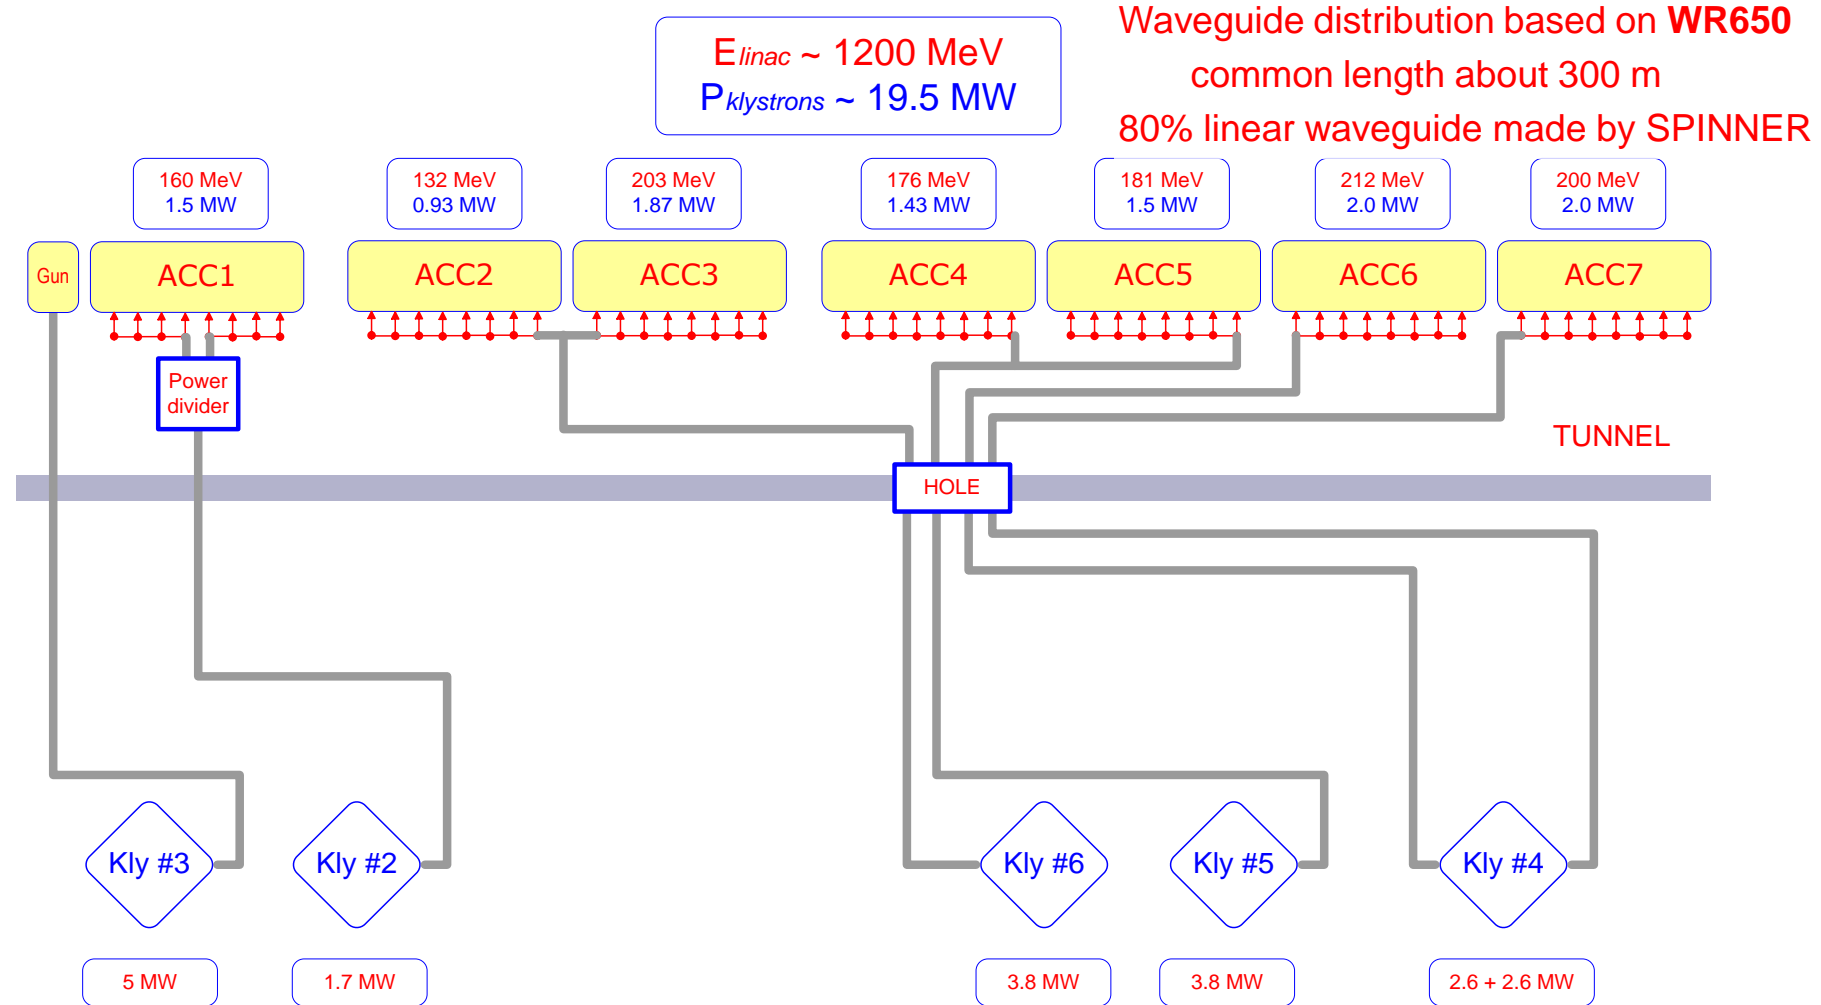 Waveguide distribution based on WR650
common length about 300 m
80% linear waveguide made by SPINNER
Elinac ~ 1200 MeV
Pklystrons ~ 19.5 MW
160 MeV
1.5 MW
132 MeV
0.93 MW
203 MeV
1.87 MW
176 MeV
1.43 MW
181 MeV
1.5 MW
212 MeV
2.0 MW
200 MeV
2.0 MW
Gun
ACC1
ACC2
ACC3
ACC4
ACC5
ACC6
ACC7
Power
divider
TUNNEL
HOLE
Kly #3
Kly #2
Kly #6
Kly #5
Kly #4
5 MW
1.7 MW
3.8 MW
3.8 MW
2.6 + 2.6 MW